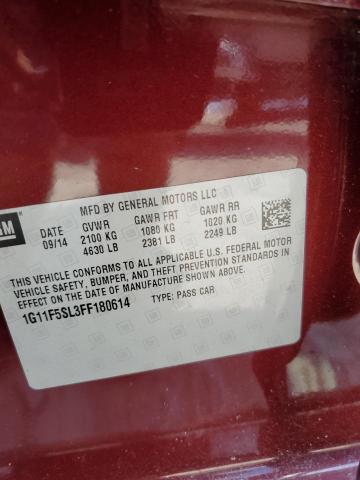 GM
MFD BY GENERAL MOTORS LLC
DATE GVWR GAWR FRT GAWR RR
09/14 2100 KG 1080 KG 1020 KG
4630 LB 2381 LB 2249 LB
THIS VEHICLE CONFORMS TO ALL APPLICABLE U.S. FEDERAL MOTOR
VEHICLE SAFETY, BUMPER, AND THEFT PREVENTION STANDARDS IN
EFFECT ON THE DATE OF MANUFACTURE SHOWN ABOVE.
1G11F5SL3FF180614 TYPE: PASS CAR